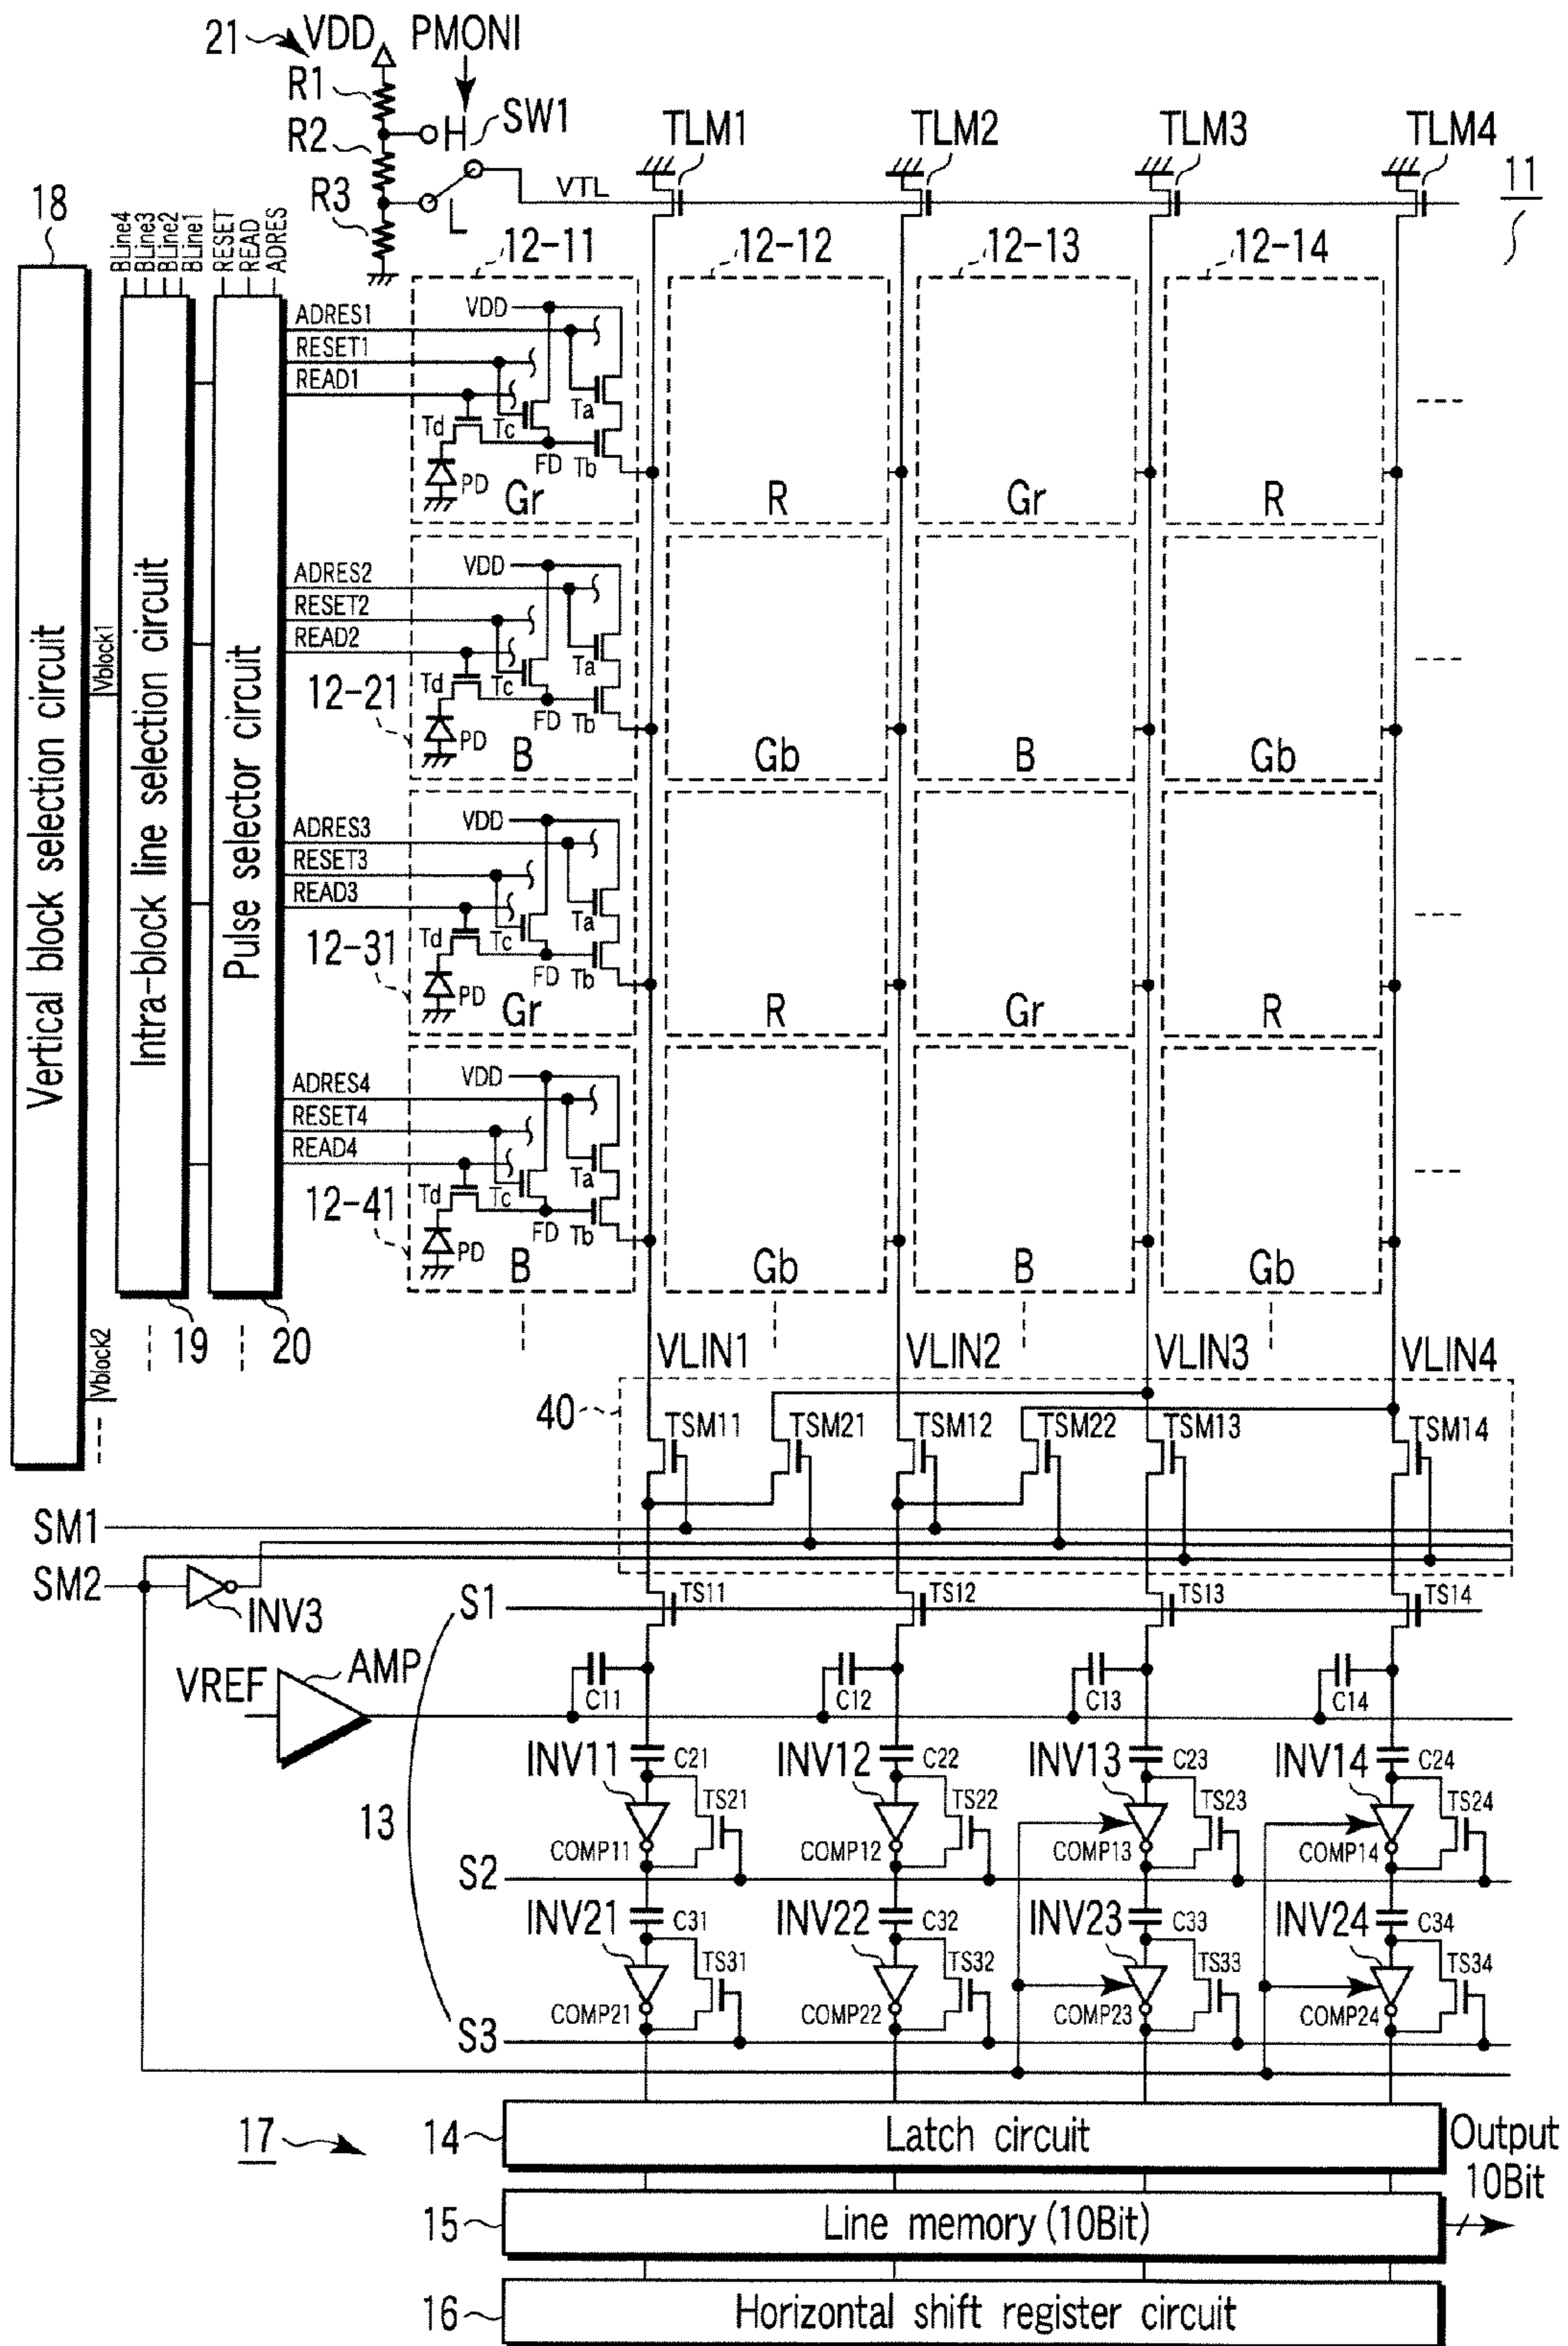 21 VDD PMONI
R1
H SW1
R2
R3
L
VTL
TLM1 TLM2 TLM3 TLM4
11
18
BLine4
BLine3
BLine2
BLine1
RESET
READ
ADRES
12-11 12-12 12-13 12-14
Vertical block selection circuit
Vblock1
Vblock2
Intra-block line selection circuit
Pulse selector circuit
ADRES1
RESET1
READ1
VDD
Ta
Td Tc
FD Tb
PD
Gr R Gr R
ADRES2
RESET2
READ2
VDD
Ta
Td Tc
12-21
FD Tb
PD
B Gb B Gb
ADRES3
RESET3
READ3
VDD
Ta
Td Tc
12-31
FD Tb
PD
Gr R Gr R
ADRES4
RESET4
READ4
VDD
Ta
Td Tc
12-41
FD Tb
PD
B Gb B Gb
19 20
VLIN1 VLIN2 VLIN3 VLIN4
40
TSM11 TSM21 TSM12 TSM22 TSM13 TSM14
SM1
SM2
INV3
S1
TS11 TS12 TS13 TS14
VREF AMP
C11 C12 C13 C14
INV11 C21 INV12 C22 INV13 C23 INV14 C24
TS21 TS22 TS23 TS24
13
COMP11 COMP12 COMP13 COMP14
S2
INV21 C31 INV22 C32 INV23 C33 INV24 C34
TS31 TS32 TS33 TS34
COMP21 COMP22 COMP23 COMP24
S3
17
14 Latch circuit
Output
10Bit
15 Line memory (10Bit)
16 Horizontal shift register circuit